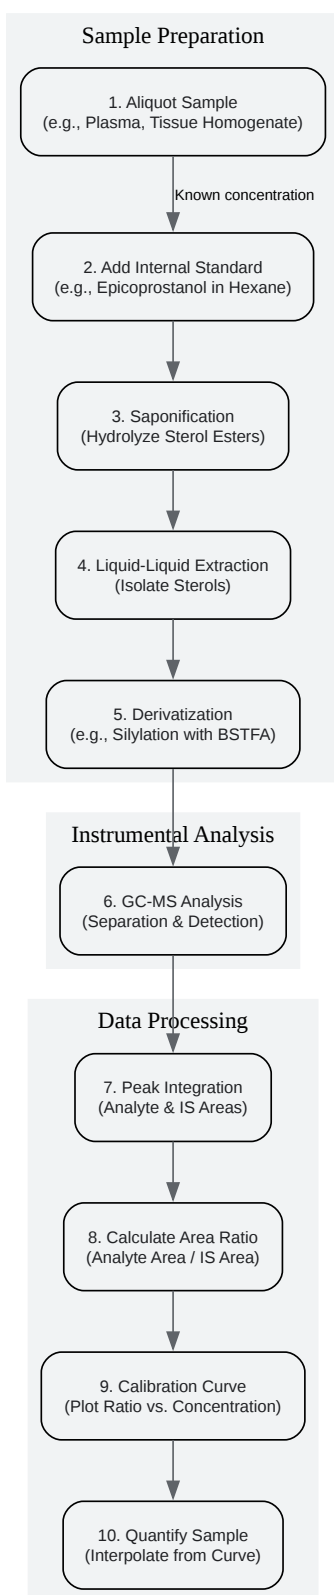 Sample Preparation
1. Aliquot Sample
(e.g., Plasma, Tissue Homogenate)
Known concentration
2. Add Internal Standard
(e.g., Epicoprostanol in Hexane)
3. Saponification
(Hydrolyze Sterol Esters)
4. Liquid-Liquid Extraction
(Isolate Sterols)
5. Derivatization
(e.g., Silylation with BSTFA)
Instrumental Analysis
6. GC-MS Analysis
(Separation & Detection)
Data Processing
7. Peak Integration
(Analyte & IS Areas)
8. Calculate Area Ratio
(Analyte Area / IS Area)
9. Calibration Curve
(Plot Ratio vs. Concentration)
10. Quantify Sample
(Interpolate from Curve)